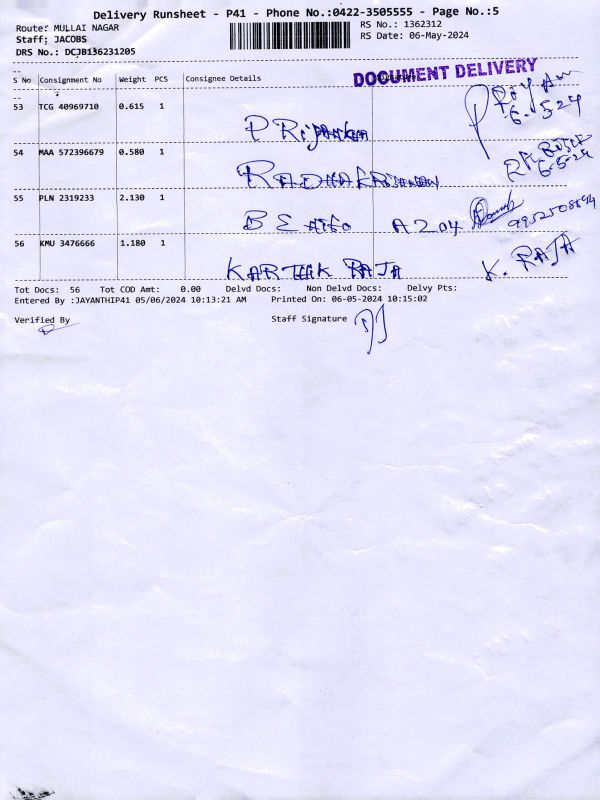 Delivery Runsheet - P41 - Phone No.:0422-3505555 - Page No.:5
Route: MULLAI NAGAR
RS No.: 1362312
Staff; JACOBS
RS Date: 06-May-2024
DRS No.: DCJB136231205
DOCUMENT DELIVERY
S No Consignment No Weight PCS Consignee Details
53 TCG 40969710 0.615 1
PRiyanka
6-5-24
54 MAA 572396679 0.580 1
RADHAKRISHNAN
6-5-24
55 PLN 2319233 2.130 1
A204
9952508594
56 KMU 3476666 1.180 1
KARTHIK RAJA
K. RAJA
Tot Docs: 56 Tot COD Amt: 0.00 Delvd Docs: Non Delvd Docs: Delvy Pts:
Entered By :JAYANTHIP41 05/06/2024 10:13:21 AM Printed On: 06-05-2024 10:15:02
Verified By
Staff Signature